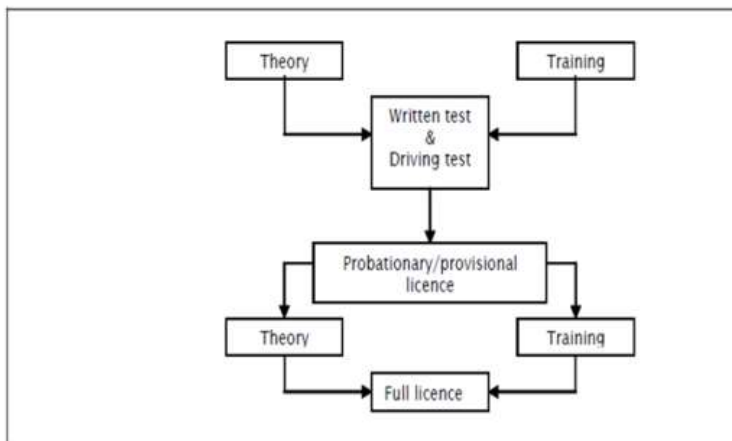 Theory
Training
Written test
&
Driving test
Probationary/provisional
licence
Theory
Training
Full licence